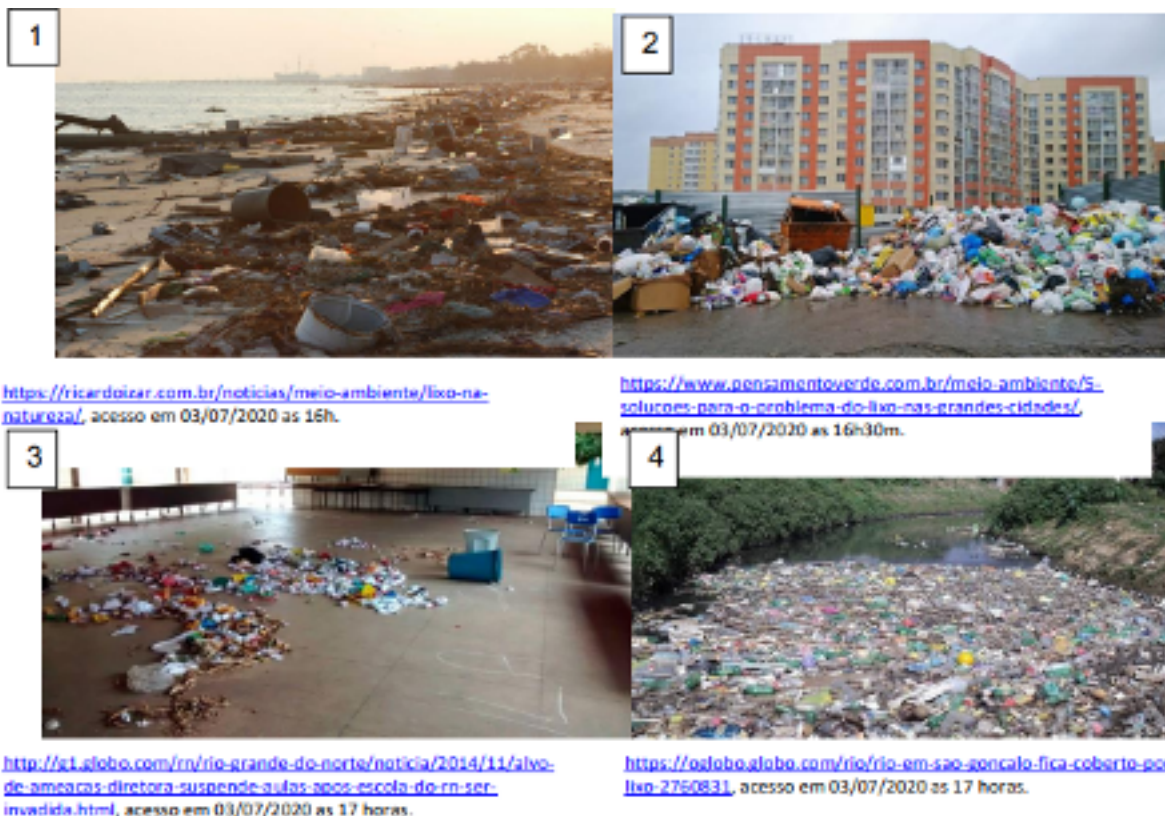 1
2
https://ricardoizar.com.br/noticias/meio-ambiente/lixo-na-
natureza/, acesso em 03/07/2020 as 16h.
https://www.pensamentoverde.com.br/meio-ambiente/5-
solucoes-para-o-problema-do-lixo-nas-grandes-cidades/,
em 03/07/2020 as 16h30m.
3
4
http://g1.globo.com/rn/rio-grande-do-norte/noticia/2014/11/alvo-
de-ameacas-diretora-suspende-aulas-apos-escola-do-rn-ser-
invadida.html, acesso em 03/07/2020 as 17 horas.
https://oglobo.globo.com/rio/rio-em-sao-goncalo-fica-coberto-po
lixo-2760831, acesso em 03/07/2020 as 17 horas.